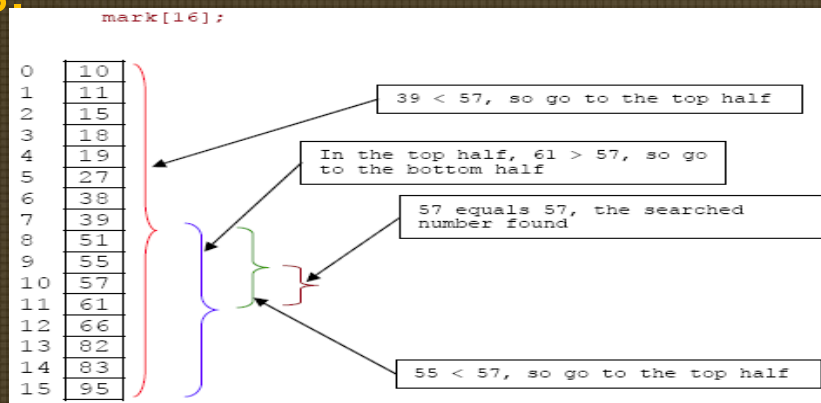 mark[16];
0 10
1 11
2 15
3 18
4 19
5 27
6 38
7 39
8 51
9 55
10 57
11 61
12 66
13 82
14 83
15 95
39 < 57, so go to the top half
In the top half, 61 > 57, so go
to the bottom half
57 equals 57, the searched
number found
55 < 57, so go to the top half